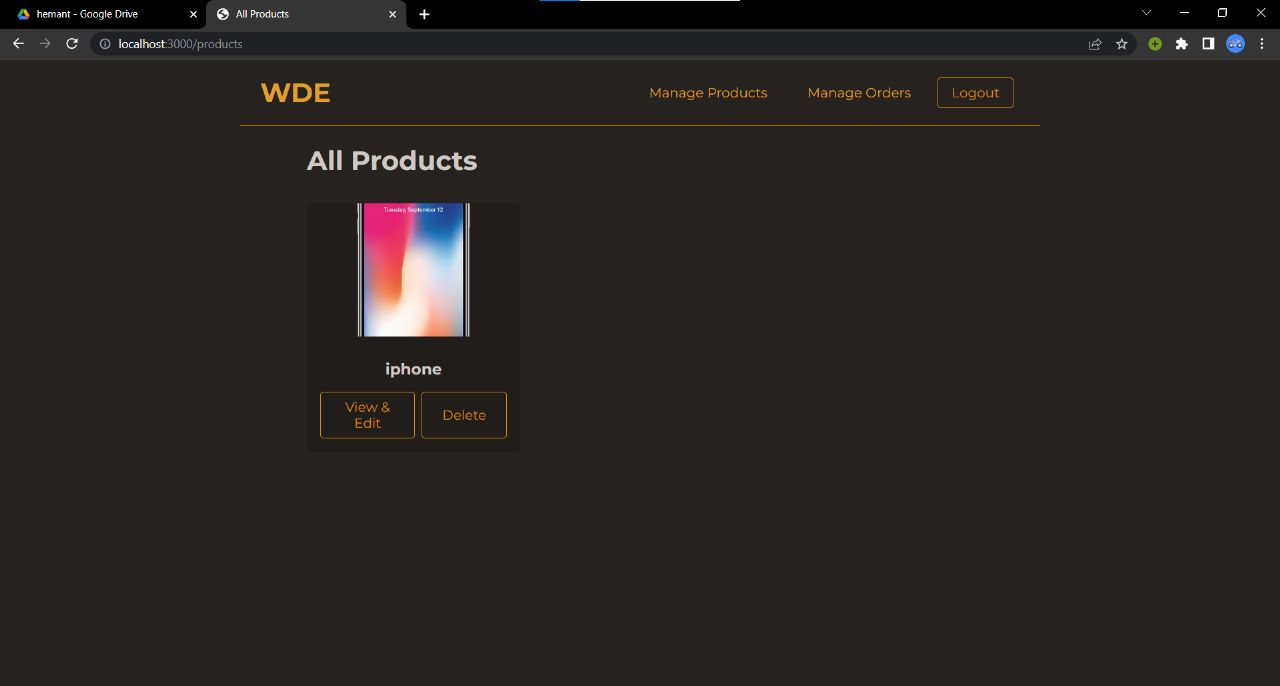 hemant - Google Drive
All Products
localhost:3000/products
WDE
Manage Products
Manage Orders
Logout
All Products
Tuesday, September 12
iphone
View &
Edit
Delete